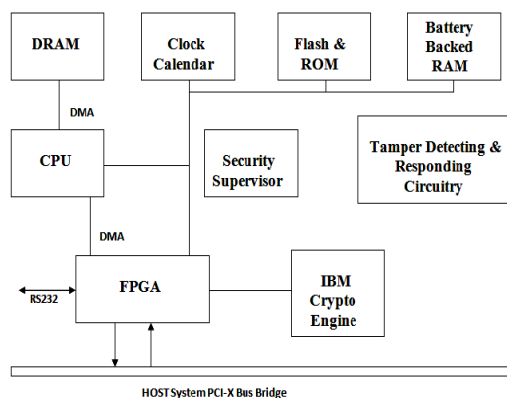 DRAM
Clock
Calendar
Flash &
ROM
Battery
Backed
RAM
DMA
CPU
Security
Supervisor
Tamper Detecting &
Responding
Circuitry
DMA
RS232
FPGA
IBM
Crypto
Engine
HOST System PCI-X Bus Bridge